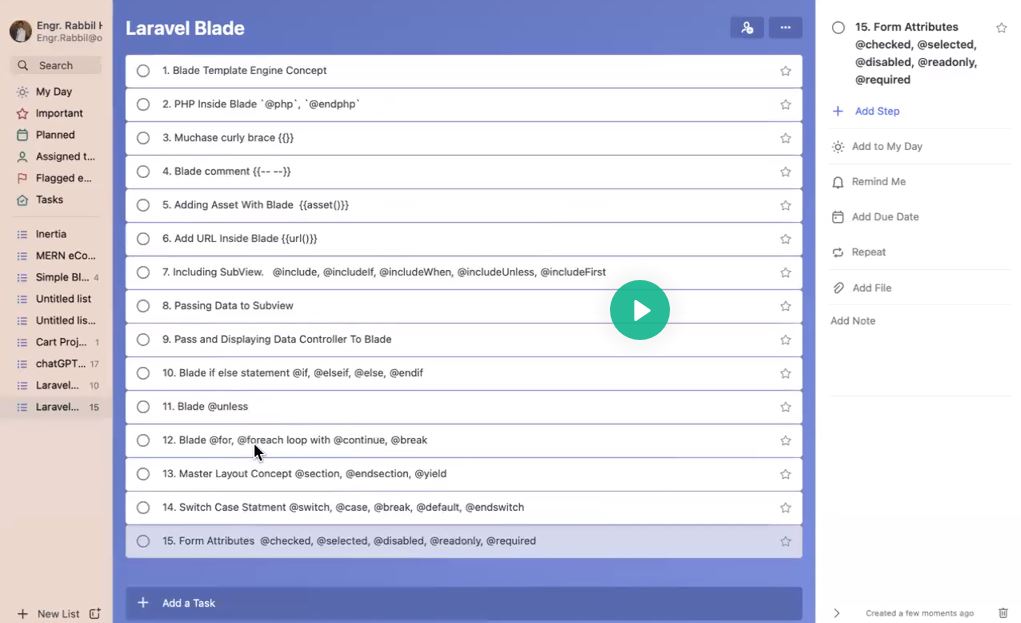 Engr. Rabbil H
Engr.Rabbil@o
Search
My Day
Important
Planned
Assigned t...
Flagged e...
Tasks
Inertia
MERN eCo...
Simple Bl... 4
Untitled list
Untitled lis...
Cart Proj... 1
chatGPT... 17
Laravel... 10
Laravel... 15
New List
Laravel Blade
1. Blade Template Engine Concept
2. PHP Inside Blade `@php`, `@endphp`
3. Muchase curly brace {{}}
4. Blade comment {{-- --}}
5. Adding Asset With Blade {{asset()}}
6. Add URL Inside Blade {{url()}}
7. Including SubView. @include, @includeIf, @includeWhen, @includeUnless, @includeFirst
8. Passing Data to Subview
9. Pass and Displaying Data Controller To Blade
10. Blade if else statement @if, @elseif, @else, @endif
11. Blade @unless
12. Blade @for, @foreach loop with @continue, @break
13. Master Layout Concept @section, @endsection, @yield
14. Switch Case Statment @switch, @case, @break, @default, @endswitch
15. Form Attributes @checked, @selected, @disabled, @readonly, @required
Add a Task
15. Form Attributes
@checked, @selected,
@disabled, @readonly,
@required
Add Step
Add to My Day
Remind Me
Add Due Date
Repeat
Add File
Add Note
Created a few moments ago